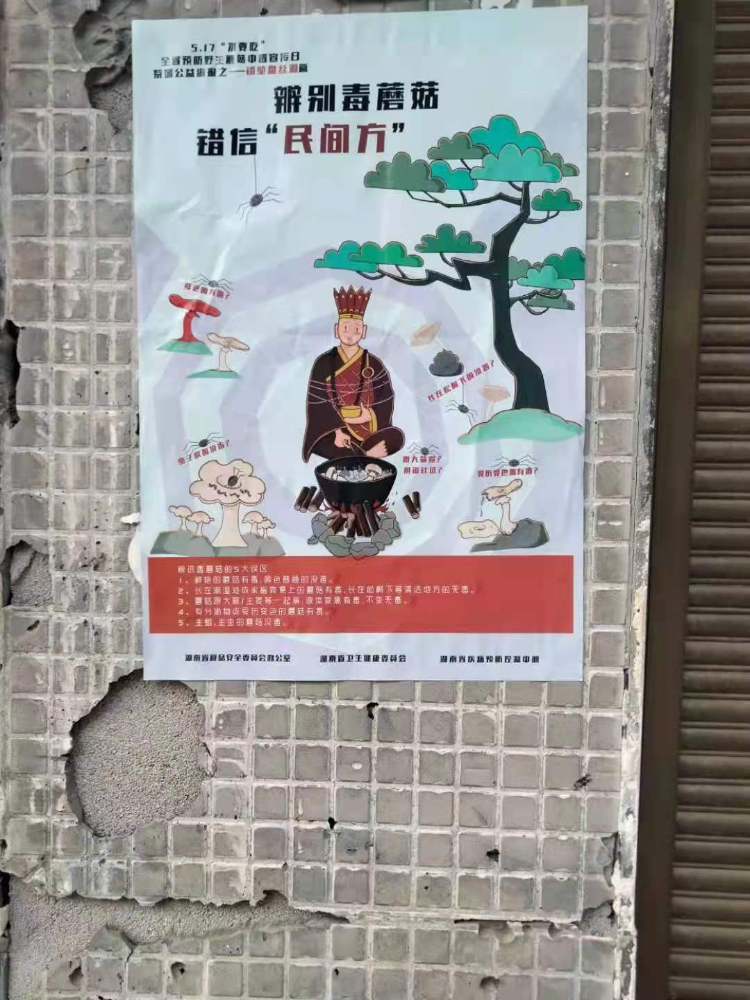 5.17“不要吃”
全省预防野生蘑菇中毒宣传日
系列公益海报之——错坠盘丝洞篇
辨别毒蘑菇
错信“民间方”
鲜艳的有毒?
长在松树下的没毒?
虫子咬的没毒?
用大蒜煮?
用银针试?
受伤变色的有毒?
辨识毒蘑菇的5大误区
1、鲜艳的蘑菇有毒,颜色普通的没毒。
2、长在潮湿处或家畜粪便上的蘑菇有毒,长在松树下等清洁地方的无毒。
3、蘑菇跟大蒜/生姜等一起煮,液体变黑有毒,不变无毒。
4、有分泌物或受伤变色的蘑菇有毒。
5、生蛆,生虫的蘑菇没毒。
湖南省食品安全委员会办公室 湖南省卫生健康委员会 湖南省疾病预防控制中心